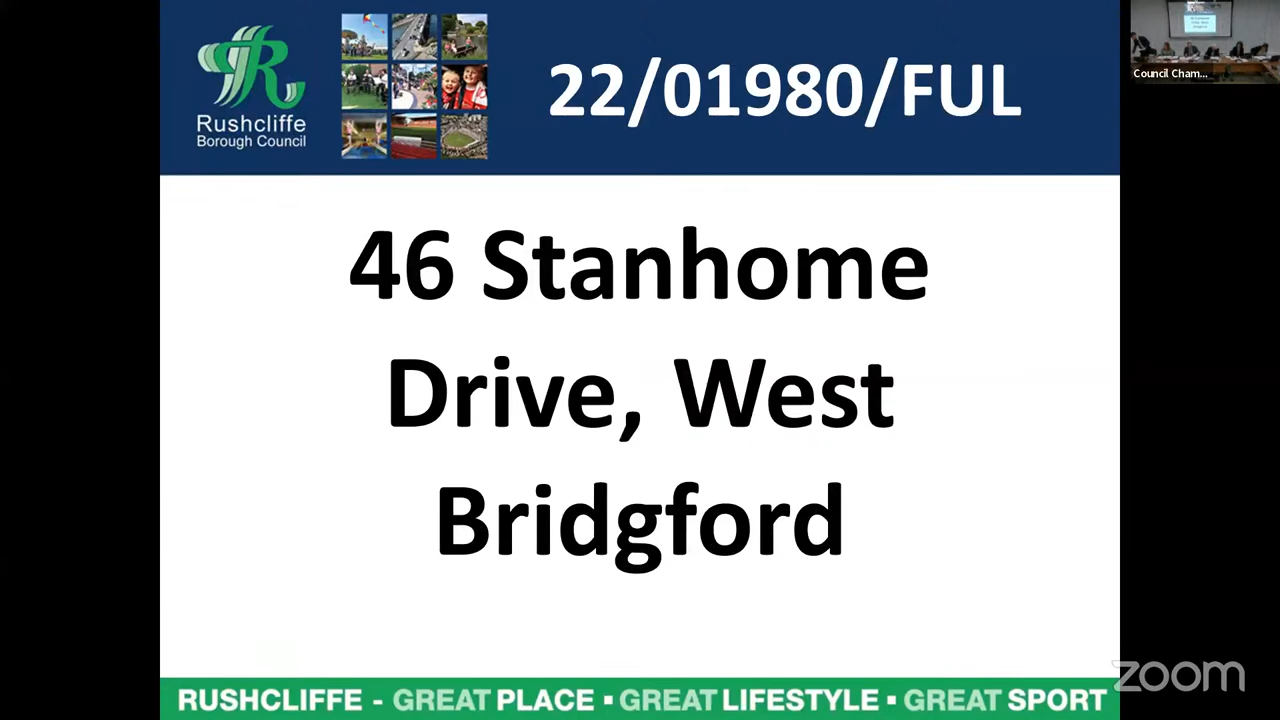 Rushcliffe
Borough Council
22/01980/FUL
Council Cham...
46 Stanhome
Drive, West
Bridgford
zoom
RUSHCLIFFE - GREAT PLACE ▪ GREAT LIFESTYLE ▪ GREAT SPORT